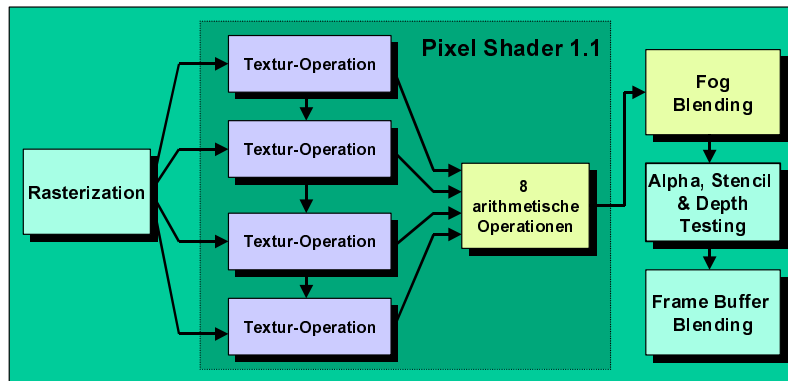 Pixel Shader 1.1
Rasterization
Textur-Operation
Textur-Operation
Textur-Operation
Textur-Operation
8
arithmetische
Operationen
Fog
Blending
Alpha, Stencil
& Depth
Testing
Frame Buffer
Blending